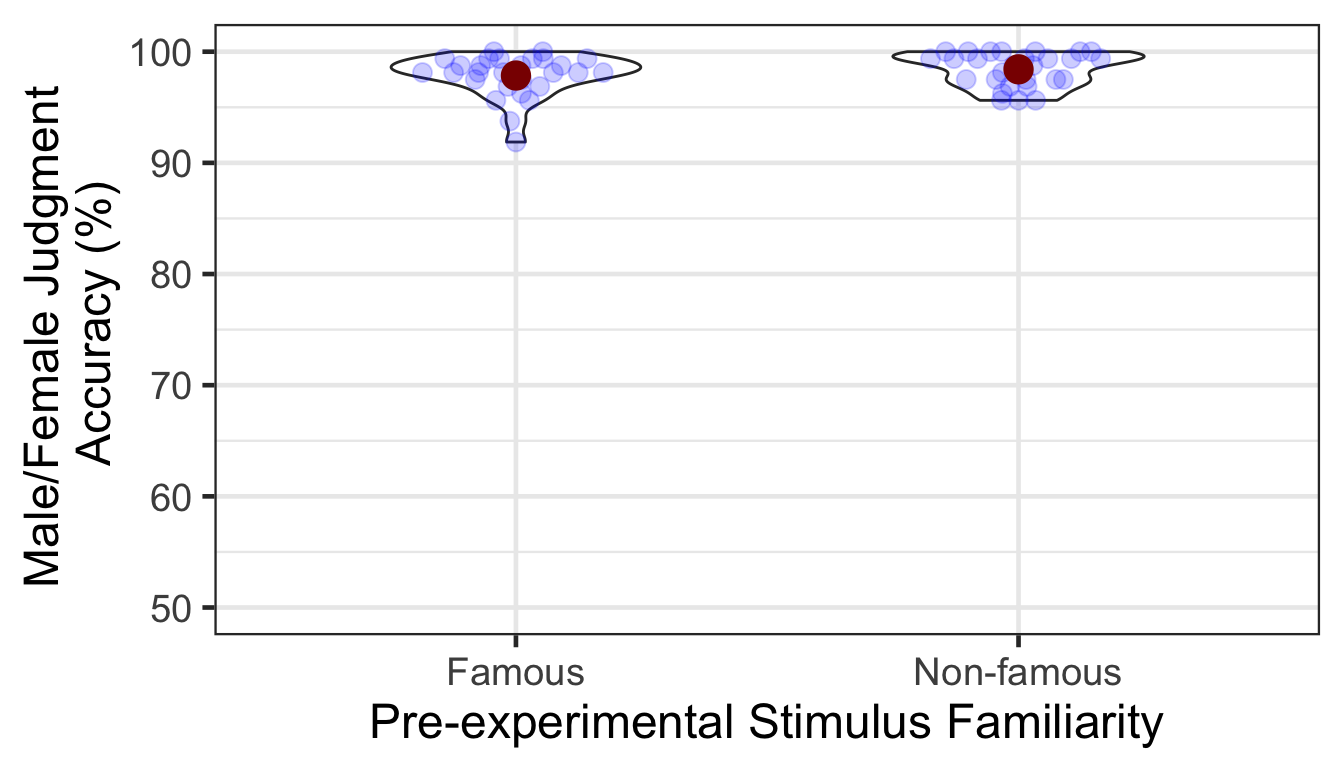 Male/Female Judgment
Accuracy (%)
100
90
80
70
60
50
Famous
Non-famous
Pre-experimental Stimulus Familiarity